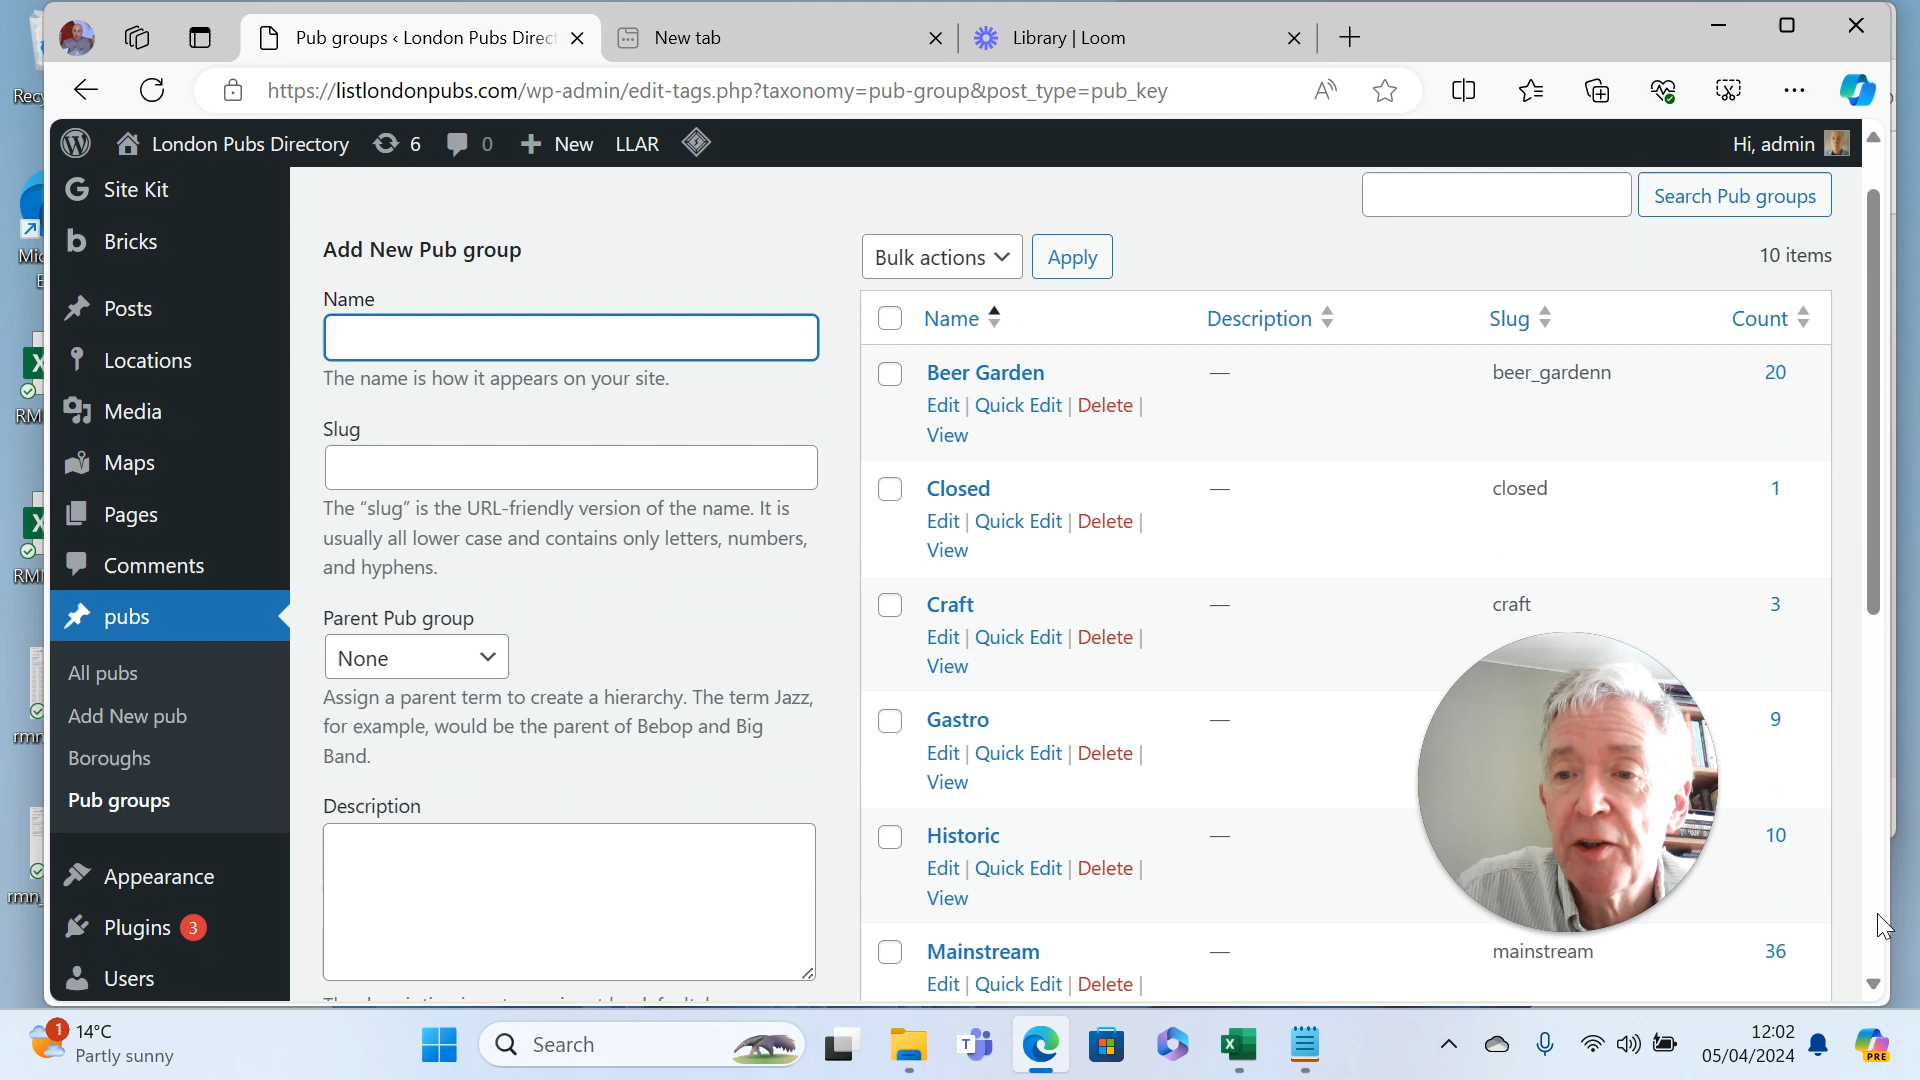 Pub groups ‹ London Pubs Direct
New tab
Library | Loom
https://listlondonpubs.com/wp-admin/edit-tags.php?taxonomy=pub-group&post_type=pub_key
London Pubs Directory
6
0
New
LLAR
Hi, admin
Site Kit
Bricks
Posts
Locations
Media
Maps
Pages
Comments
pubs
All pubs
Add New pub
Boroughs
Pub groups
Appearance
Plugins 3
Users
Search Pub groups
Add New Pub group
Name
The name is how it appears on your site.
Slug
The “slug” is the URL-friendly version of the name. It is
usually all lower case and contains only letters, numbers,
and hyphens.
Parent Pub group
None
Assign a parent term to create a hierarchy. The term Jazz,
for example, would be the parent of Bebop and Big
Band.
Description
Bulk actions
Apply
10 items
Name Description Slug Count
Beer Garden — beer_gardenn 20
Edit | Quick Edit | Delete |
View
Closed — closed 1
Edit | Quick Edit | Delete |
View
Craft — craft 3
Edit | Quick Edit | Delete |
View
Gastro — 9
Edit | Quick Edit | Delete |
View
Historic — 10
Edit | Quick Edit | Delete |
View
Mainstream — mainstream 36
Edit | Quick Edit | Delete |
1
14°C
Partly sunny
Search
12:02
05/04/2024
PRE